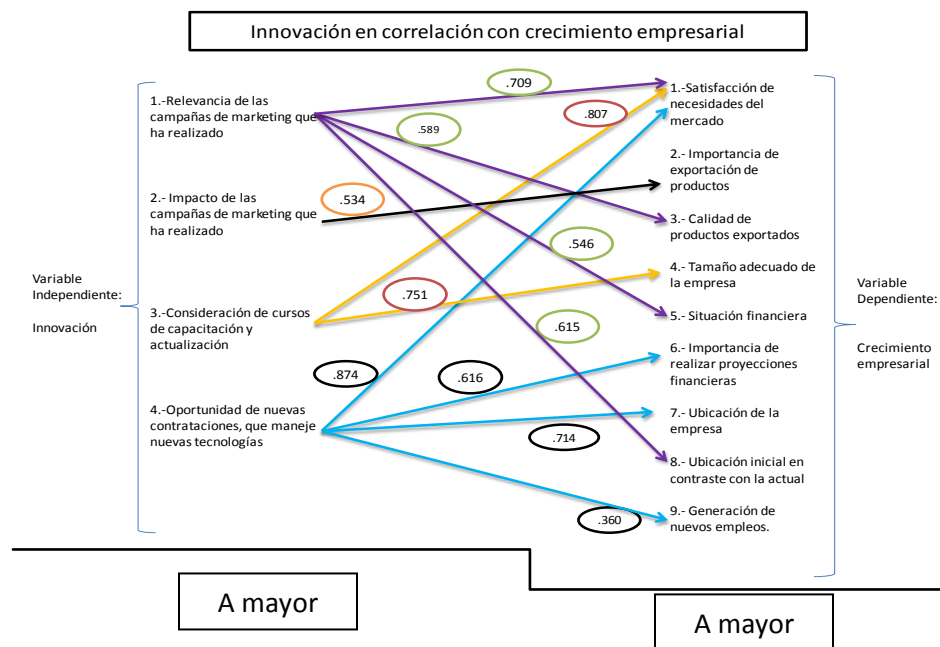 Innovación en correlación con crecimiento empresarial
Variable
Independiente:
Innovación
1.-Relevancia de las
campañas de marketing que
ha realizado
2.- Impacto de las
campañas de marketing que
ha realizado
3.-Consideración de cursos
de capacitación y
actualización
4.-Oportunidad de nuevas
contrataciones, que maneje
nuevas tecnologías
.709
.589
.807
.534
.546
.751
.615
.874
.616
.714
.360
1.-Satisfacción de
necesidades del
mercado
2.- Importancia de
exportación de
productos
3.- Calidad de
productos exportados
4.- Tamaño adecuado de
la empresa
5.- Situación financiera
6.- Importancia de
realizar proyecciones
financieras
7.- Ubicación de la
empresa
8.- Ubicación inicial en
contraste con la actual
9.- Generación de
nuevos empleos.
Variable
Dependiente:
Crecimiento
empresarial
A mayor
A mayor